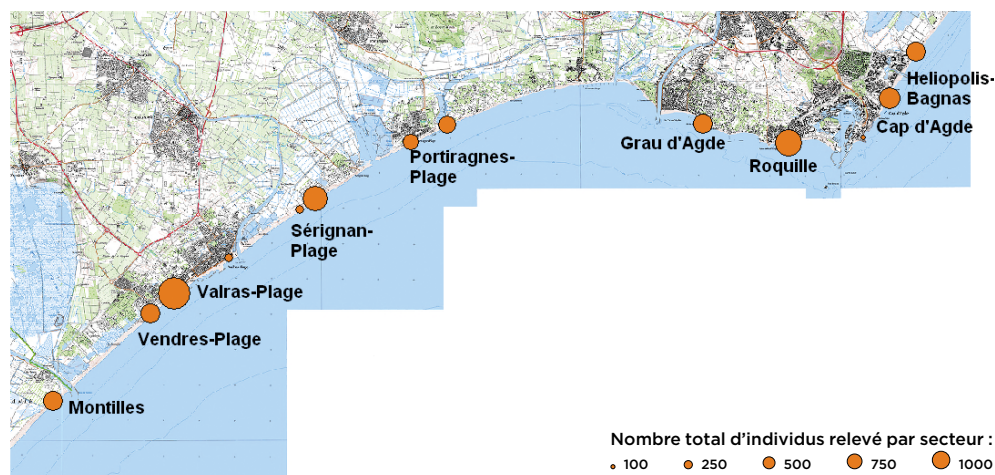 Heliopolis-
Bagnas
Cap d'Agde
Grau d'Agde
Roquille
Portiragnes-
Plage
Sérignan-
Plage
Valras-Plage
Vendres-Plage
Montilles
Nombre total d’individus relevé par secteur :
100 250 500 750 1000